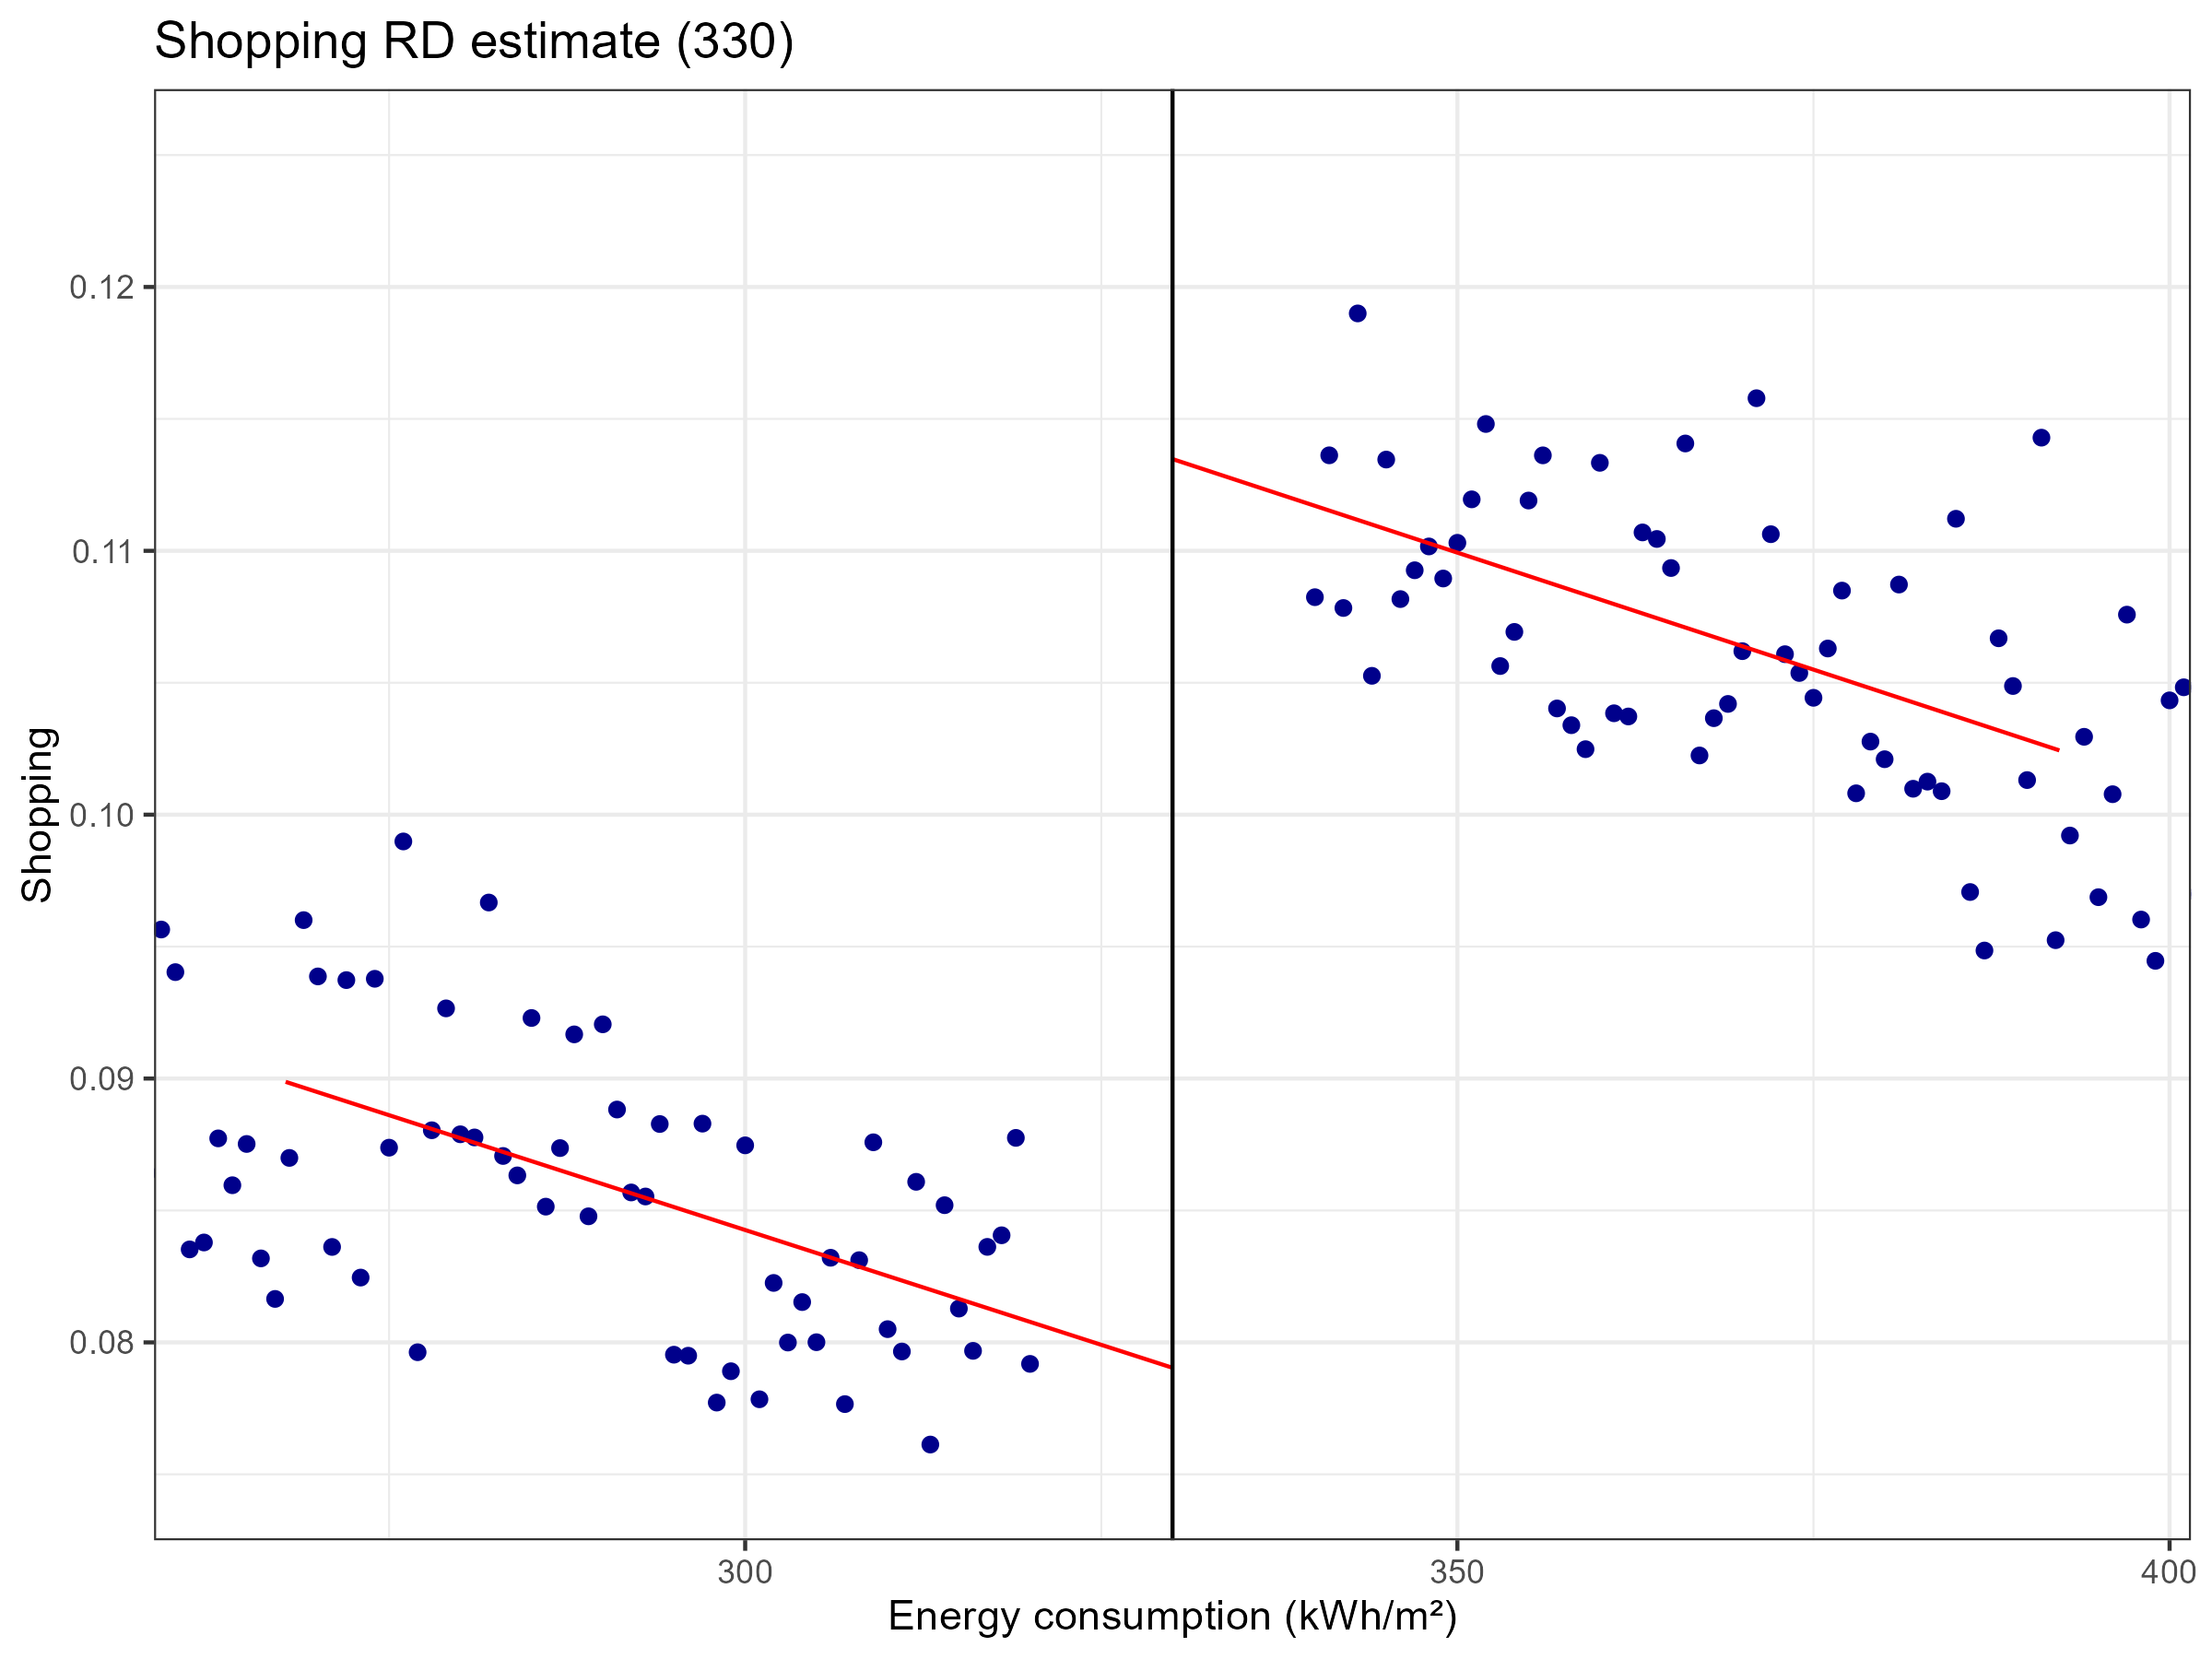 Shopping RD estimate (330)
0.12
0.11
0.10
0.09
0.08
Shopping
300
350
400
Energy consumption (kWh/m²)